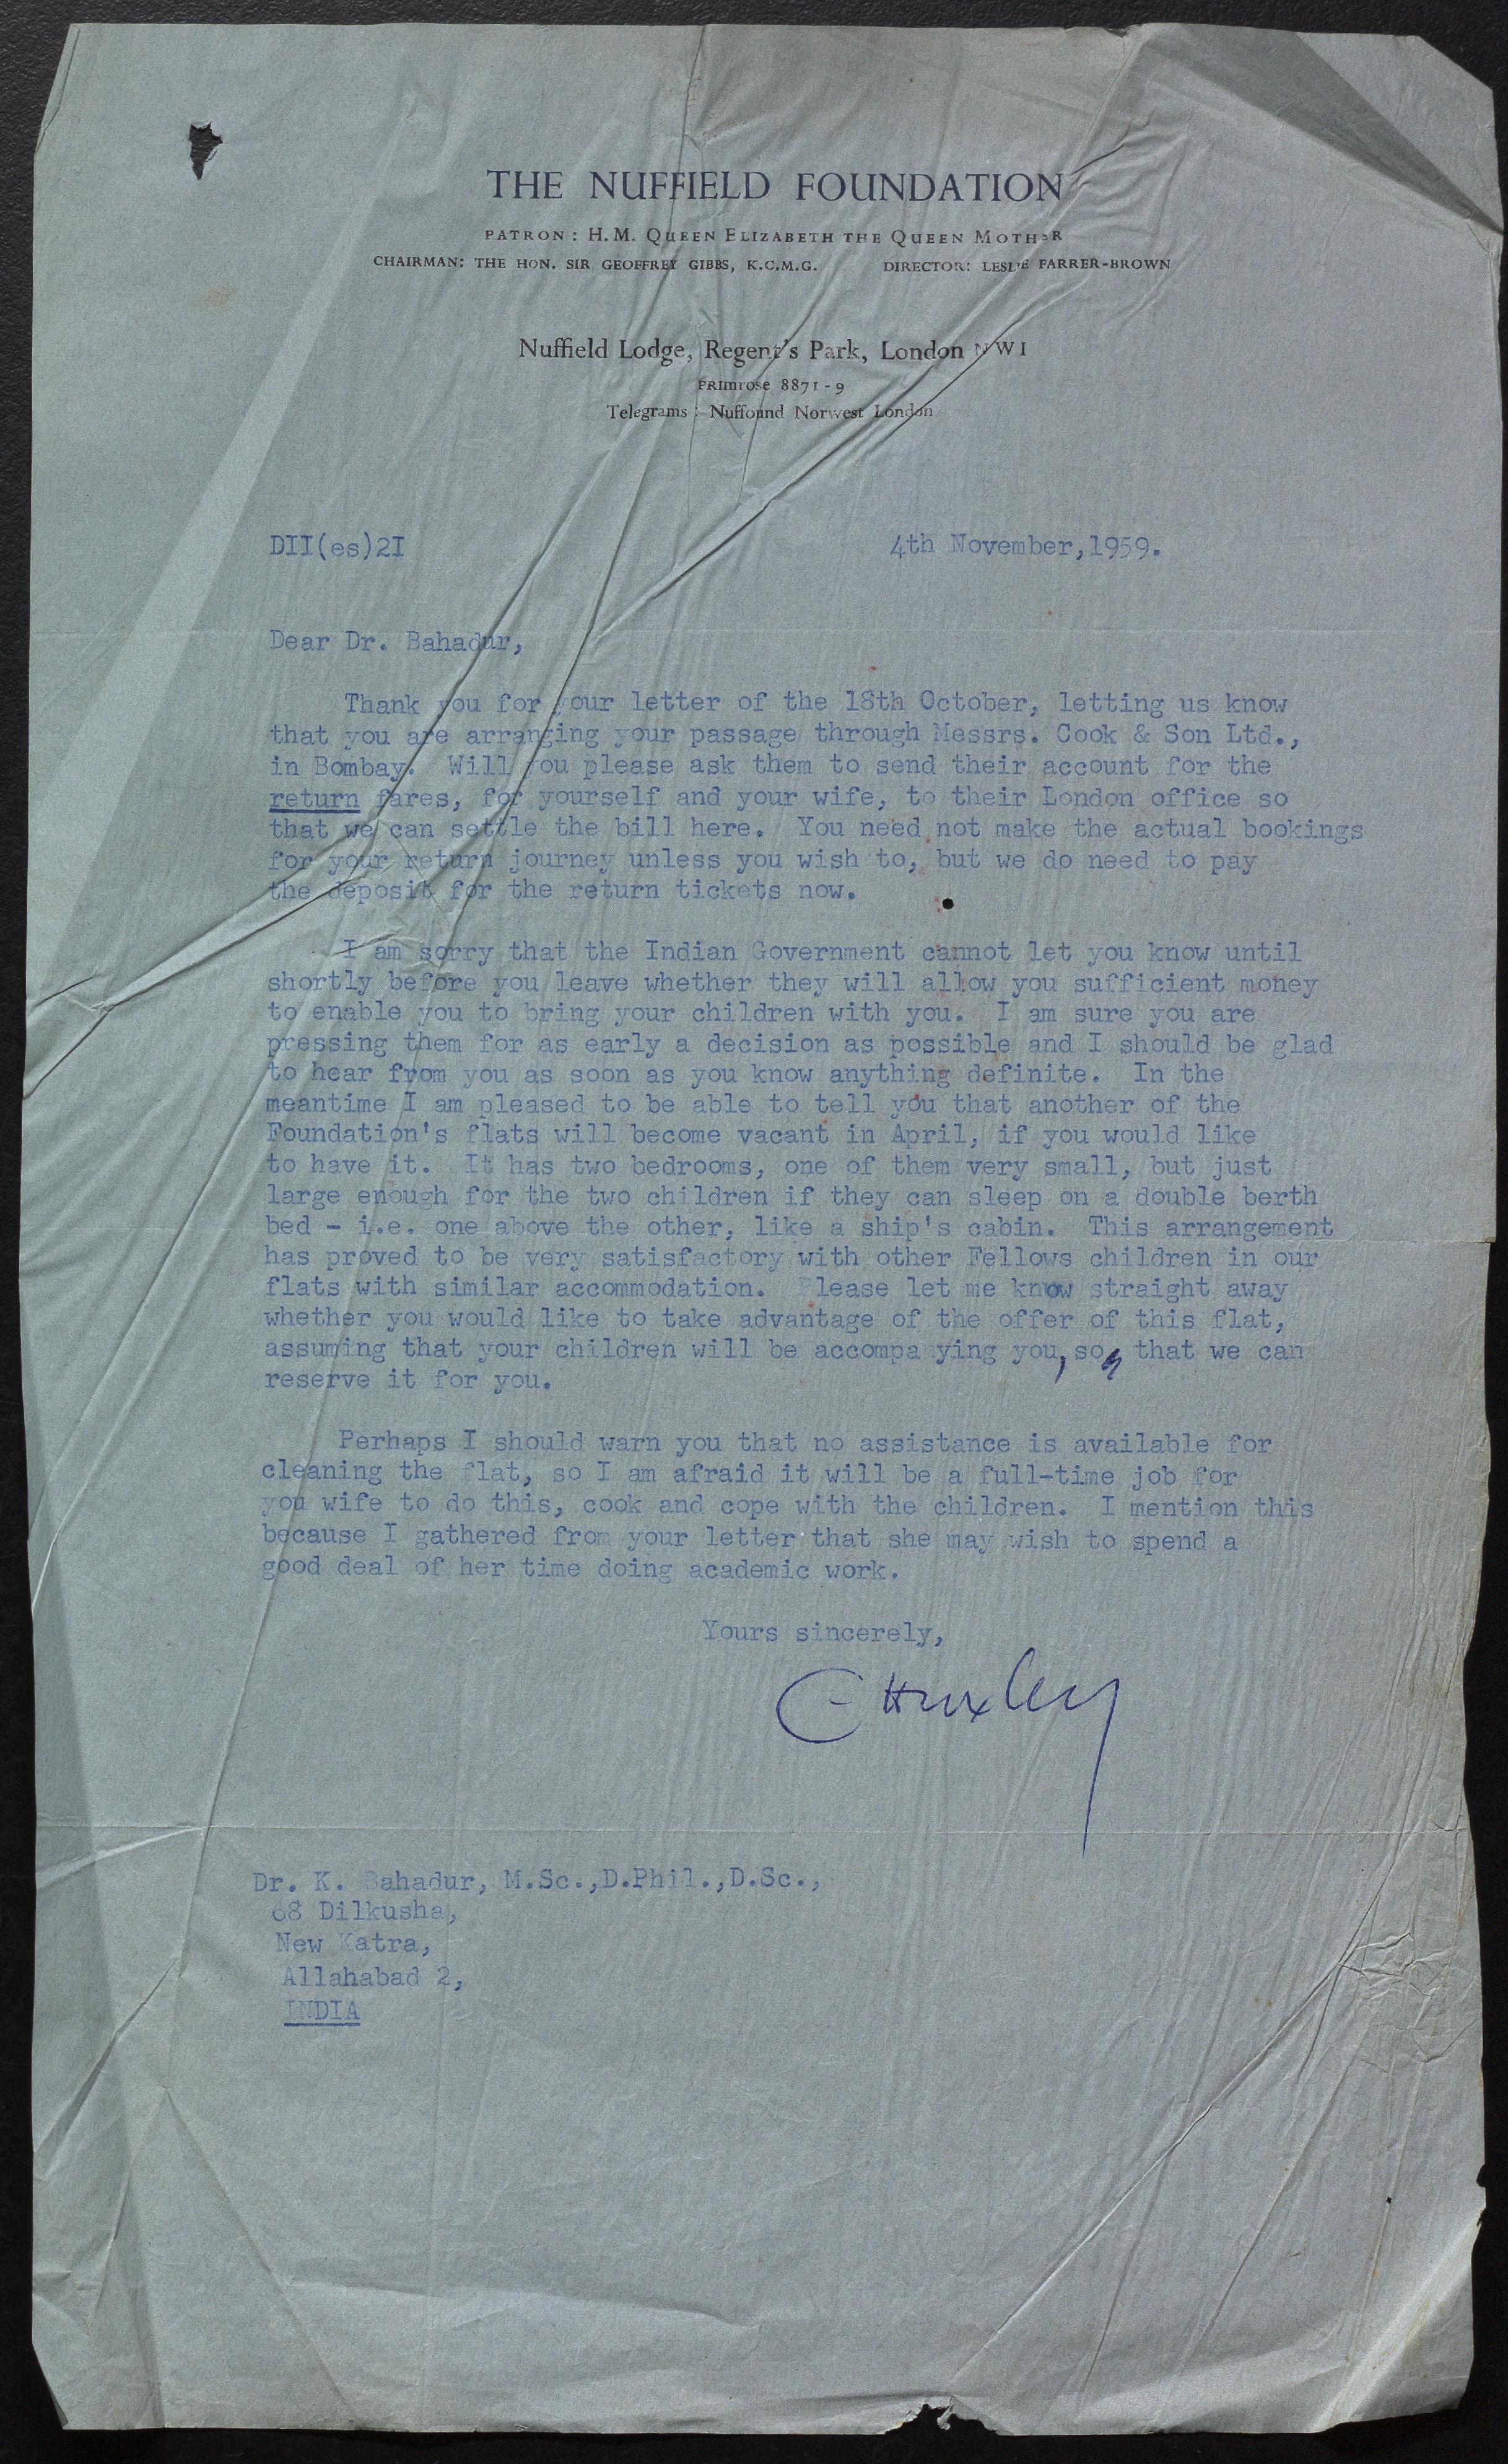 THE NUFFIELD FOUNDATION
PATRON: H.M. QUEEN ELIZABETH THE QUEEN MOTHER
CHAIRMAN: THE HON. SIR GEOFFREY GIBBS, K.C.M.G. DIRECTOR: LESLIE FARRER-BROWN
Nuffield Lodge, Regent's Park, London NW1
PRImrose 8871-9
Telegrams: Nuffound Norwest London
DII(es)2I 4th November,1959.
Dear Dr. Bahadur,
Thank you for your letter of the 18th October, letting us know
that you are arranging your passage through Messrs. Cook & Son Ltd.,
in Bombay. Will you please ask them to send their account for the
return fares, for yourself and your wife, to their London office so
that we can settle the bill here. You need not make the actual bookings
for your return journey unless you wish to, but we do need to pay
the deposit for the return tickets now.
I am sorry that the Indian Government cannot let you know until
shortly before you leave whether they will allow you sufficient money
to enable you to bring your children with you. I am sure you are
pressing them for as early a decision as possible and I should be glad
to hear from you as soon as you know anything definite. In the
meantime I am pleased to be able to tell you that another of the
Foundation's flats will become vacant in April, if you would like
to have it. It has two bedrooms, one of them very small, but just
large enough for the two children if they can sleep on a double berth
bed - i.e. one above the other, like a ship's cabin. This arrangement
has proved to be very satisfactory with other Fellows children in our
flats with similar accommodation. Please let me know straight away
whether you would like to take advantage of the offer of this flat,
assuming that your children will be accompanying you, so that we can
reserve it for you.
Perhaps I should warn you that no assistance is available for
cleaning the flat, so I am afraid it will be a full-time job for
you wife to do this, cook and cope with the children. I mention this
because I gathered from your letter that she may wish to spend a
good deal of her time doing academic work.
Yours sincerely,
C Huxley
Dr. K. Bahadur, M.Sc.,D.Phil.,D.Sc.,
68 Dilkusha,
New Katra,
Allahabad 2,
INDIA